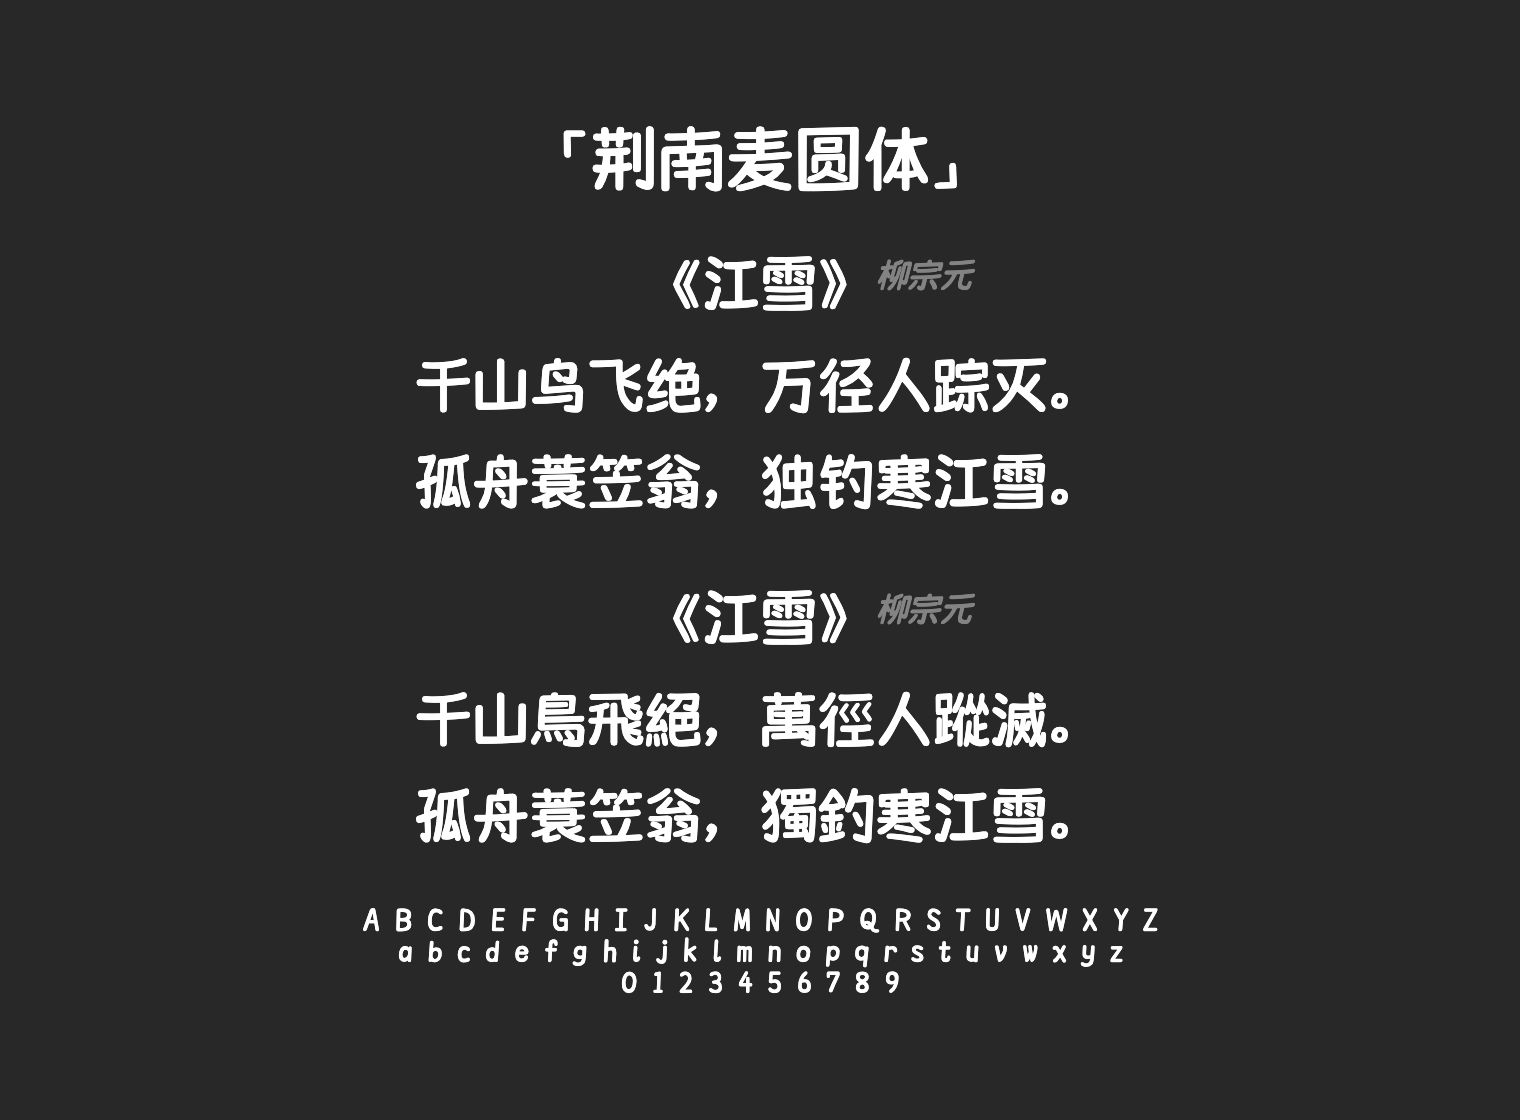 「荆南麦圆体」
《江雪》 柳宗元
千山鸟飞绝，万径人踪灭。
孤舟蓑笠翁，独钓寒江雪。
《江雪》 柳宗元
千山鳥飛絕，萬徑人蹤滅。
孤舟蓑笠翁，獨釣寒江雪。
A B C D E F G H I J K L M N O P Q R S T U V W X Y Z
a b c d e f g h i j k l m n o p q r s t u v w x y z
0 1 2 3 4 5 6 7 8 9